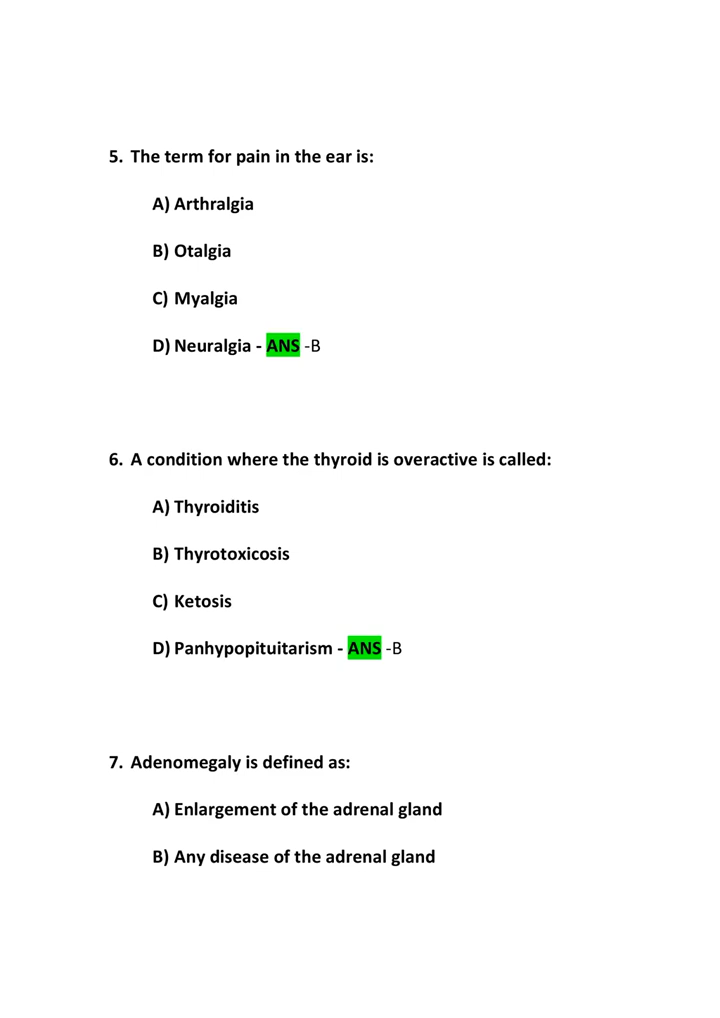 5. The term for pain in the ear is:
A) Arthralgia
B) Otalgia
C) Myalgia
D) Neuralgia - ANS -B
6. A condition where the thyroid is overactive is called:
A) Thyroiditis
B) Thyrotoxicosis
C) Ketosis
D) Panhypopituitarism - ANS -B
7. Adenomegaly is defined as:
A) Enlargement of the adrenal gland
B) Any disease of the adrenal gland